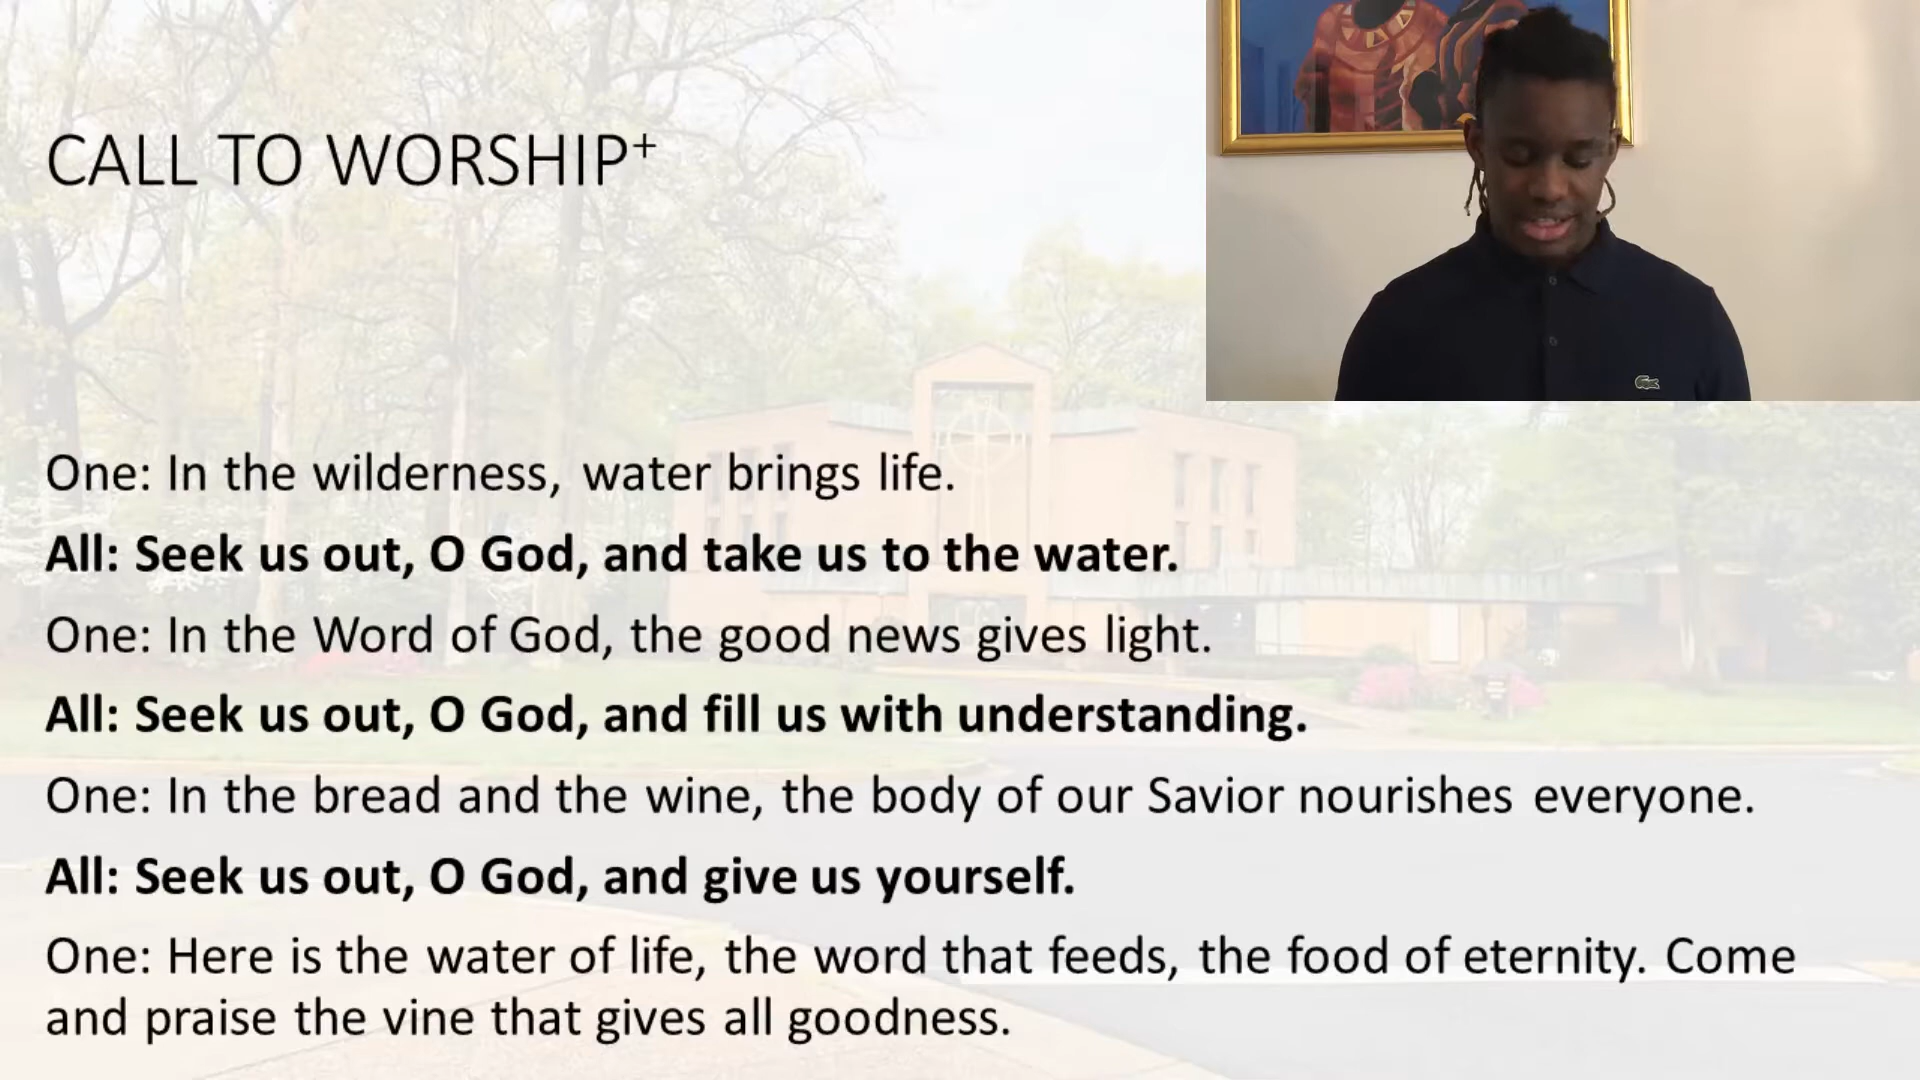 CALL TO WORSHIP+
One: In the wilderness, water brings life.
All: Seek us out, O God, and take us to the water.
One: In the Word of God, the good news gives light.
All: Seek us out, O God, and fill us with understanding.
One: In the bread and the wine, the body of our Savior nourishes everyone.
All: Seek us out, O God, and give us yourself.
One: Here is the water of life, the word that feeds, the food of eternity. Come
and praise the vine that gives all goodness.